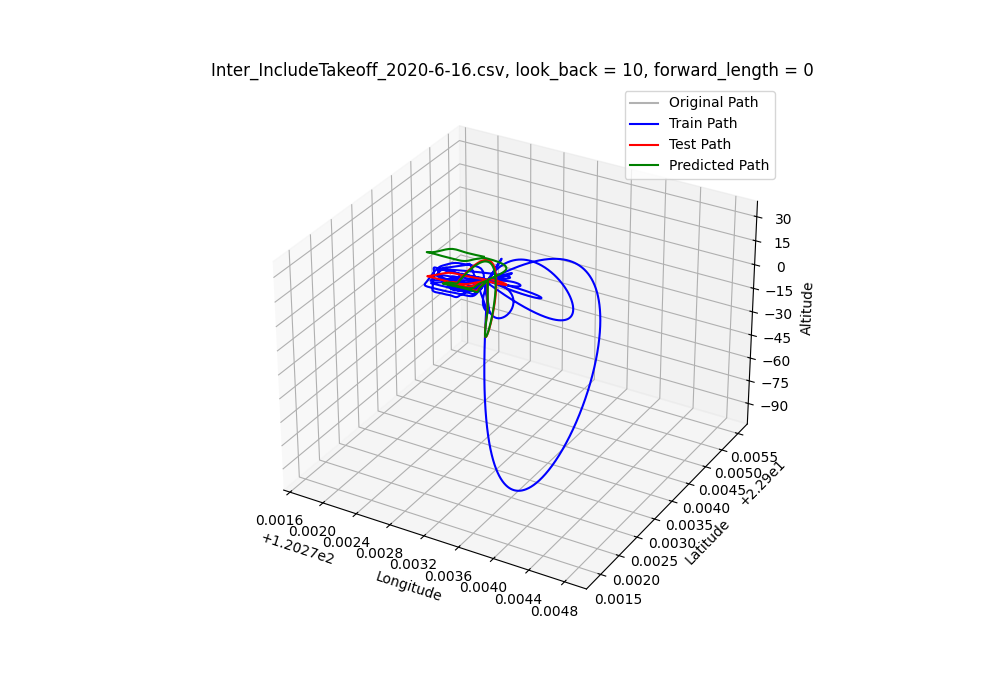 Inter_IncludeTakeoff_2020-6-16.csv, look_back = 10, forward_length = 0
Original Path
Train Path
Test Path
Predicted Path
30
15
0
−15
−30
−45
−60
−75
−90
Altitude
0.0055
0.0050
0.0045
0.0040
0.0035
0.0030
0.0025
0.0020
0.0015
+2.29e1
Latitude
0.0016
0.0020
0.0024
0.0028
0.0032
0.0036
0.0040
0.0044
0.0048
+1.2027e2
Longitude